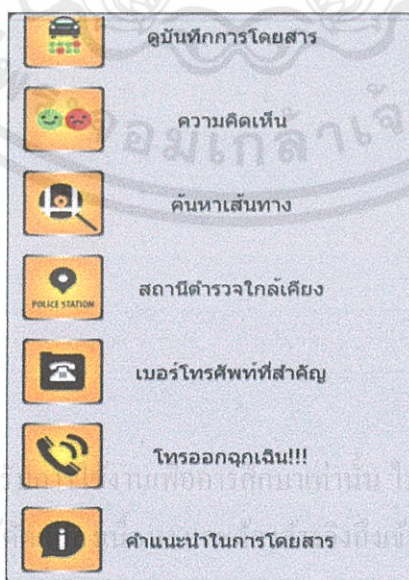 ดูบันทึกการโดยสาร
ความคิดเห็น
ค้นหาเส้นทาง
POLICE STATION
สถานีตำรวจใกล้เคียง
เบอร์โทรศัพท์ที่สำคัญ
โทรออกฉุกเฉิน!!!
คำแนะนำในการโดยสาร